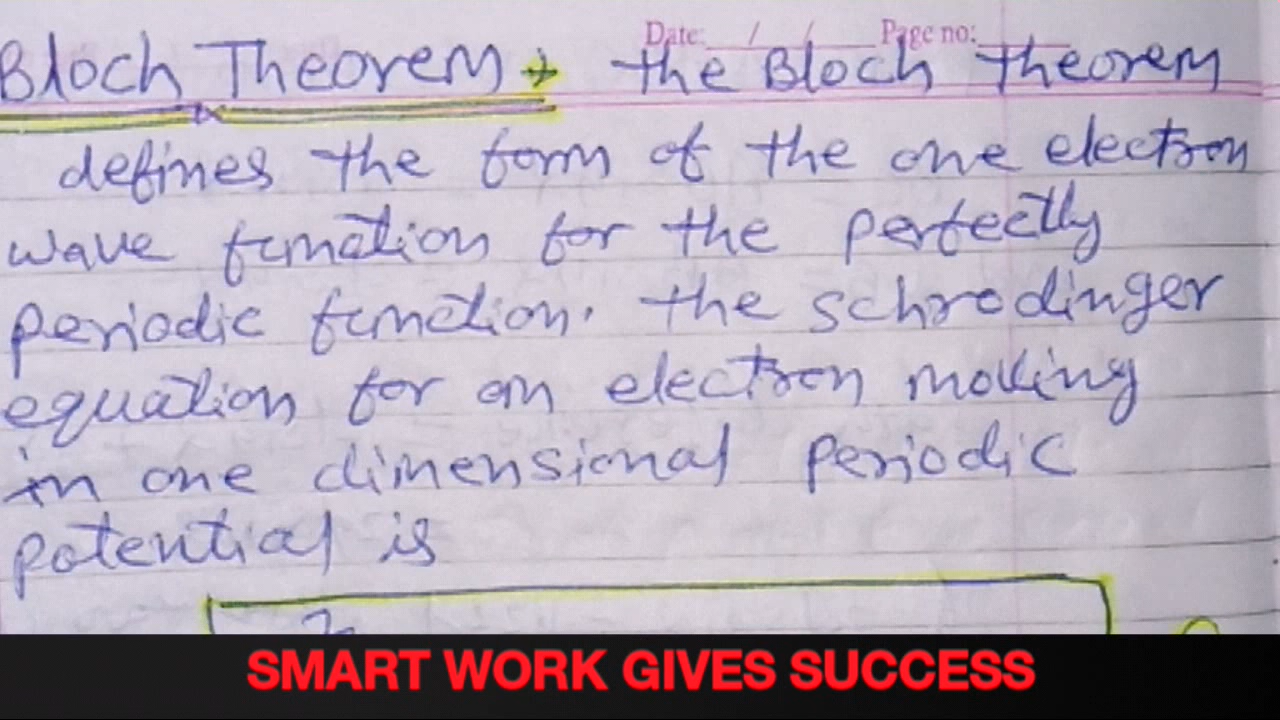 Date: / / Page no:
Bloch Theorem → the Bloch theorem
defines the form of the one electron
wave function for the perfectly
periodic function. the schrodinger
equation for an electron moving
in one dimensional periodic
potential is
SMART WORK GIVES SUCCESS